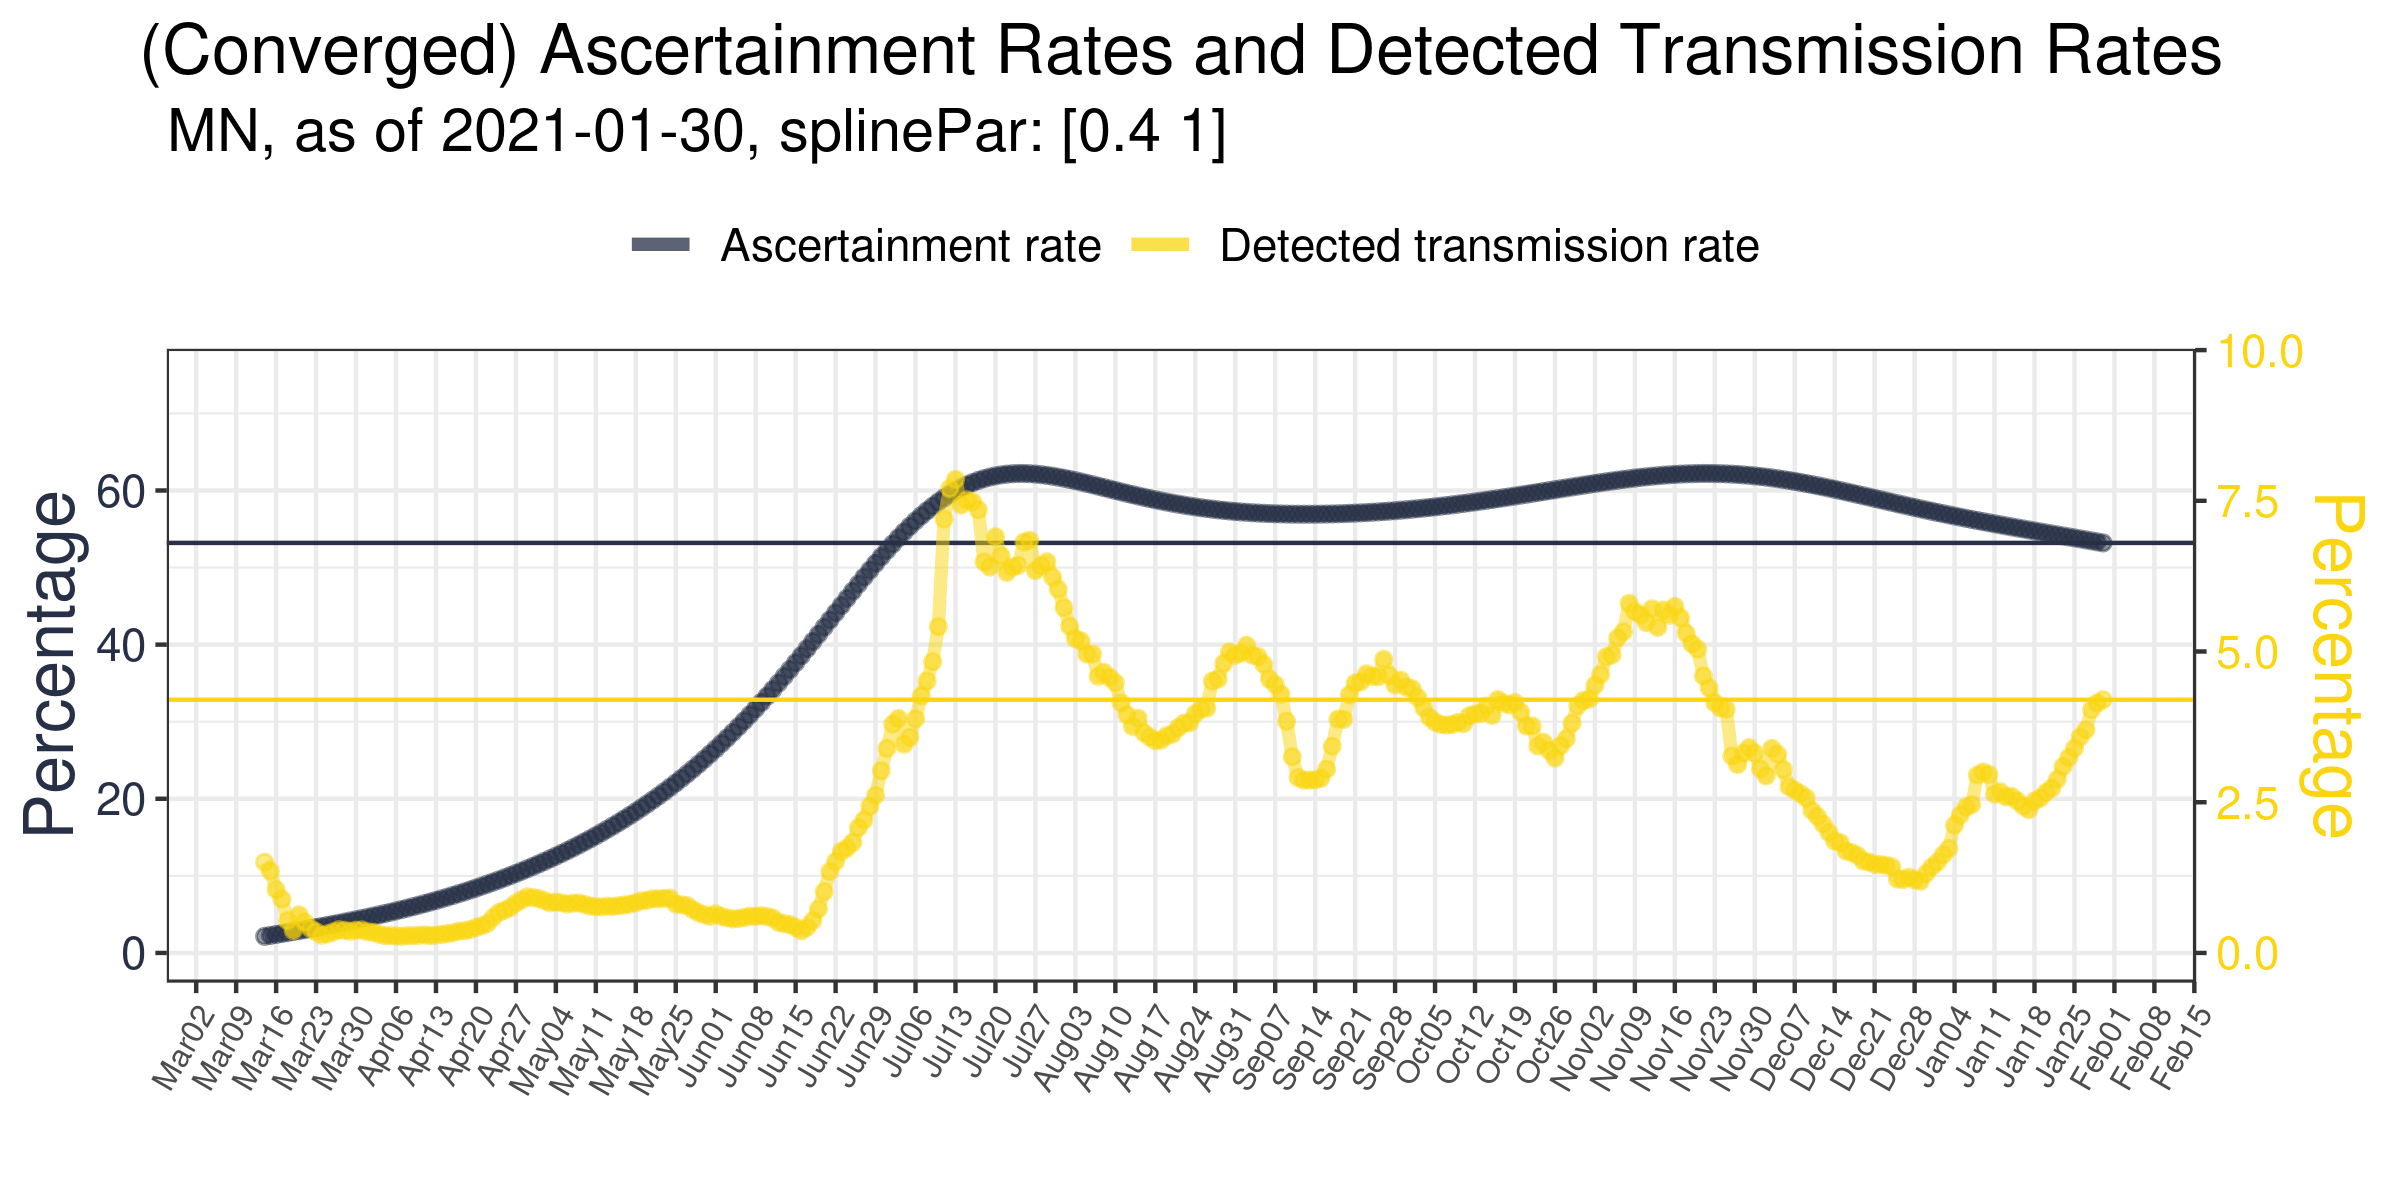 (Converged) Ascertainment Rates and Detected Transmission Rates
MN, as of 2021-01-30, splinePar: [0.4 1]
Ascertainment rate
Detected transmission rate
Percentage
60
40
20
0
10.0
7.5
5.0
2.5
0.0
Percentage
Mar02
Mar09
Mar16
Mar23
Mar30
Apr06
Apr13
Apr20
Apr27
May04
May11
May18
May25
Jun01
Jun08
Jun15
Jun22
Jun29
Jul06
Jul13
Jul20
Jul27
Aug03
Aug10
Aug17
Aug24
Aug31
Sep07
Sep14
Sep21
Sep28
Oct05
Oct12
Oct19
Oct26
Nov02
Nov09
Nov16
Nov23
Nov30
Dec07
Dec14
Dec21
Dec28
Jan04
Jan11
Jan18
Jan25
Feb01
Feb08
Feb15